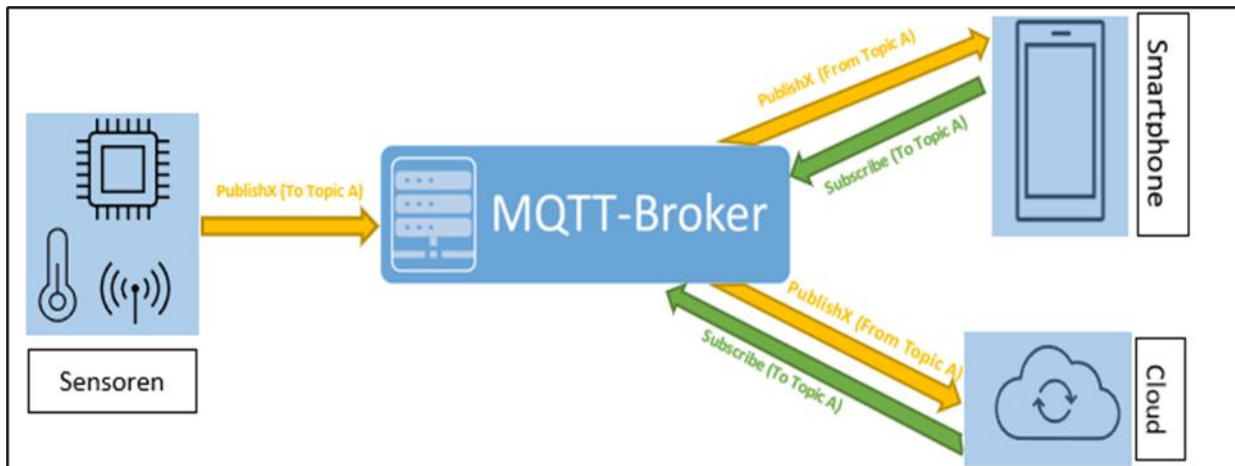 Sensoren
PublishX (To Topic A)
MQTT-Broker
PublishX (From Topic A)
Subscribe (To Topic A)
Smartphone
PublishX (From Topic A)
Subscribe (To Topic A)
Cloud